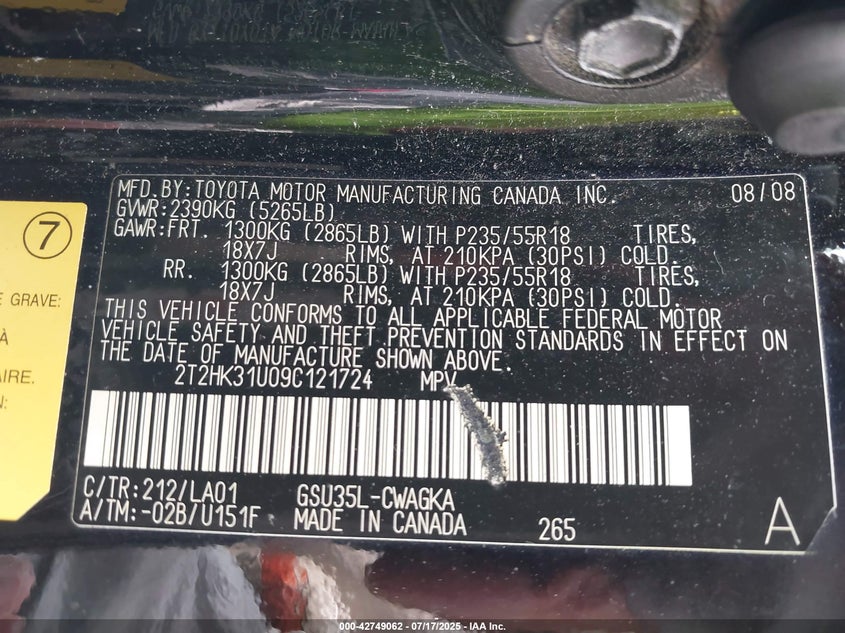 MFD.BY:TOYOTA MOTOR MANUFACTURING CANADA INC. 08/08
GVWR:2390KG (5265LB)
GAWR:FRT. 1300KG (2865LB) WITH P235/55R18 TIRES,
18X7J RIMS, AT 210KPA (30PSI) COLD.
RR. 1300KG (2865LB) WITH P235/55R18 TIRES,
18X7J RIMS, AT 210KPA (30PSI) COLD.
THIS VEHICLE CONFORMS TO ALL APPLICABLE FEDERAL MOTOR
VEHICLE SAFETY AND THEFT PREVENTION STANDARDS IN EFFECT ON
THE DATE OF MANUFACTURE SHOWN ABOVE.
2T2HK31U09C121724 MPV
C/TR:212/LA01 GSU35L-CWAGKA
A/TM:-02B/U151F MADE IN CANADA 265 A
7
E GRAVE:
À
AIRE.
N:
000-42749062 - 07/17/2025 - IAA Inc.